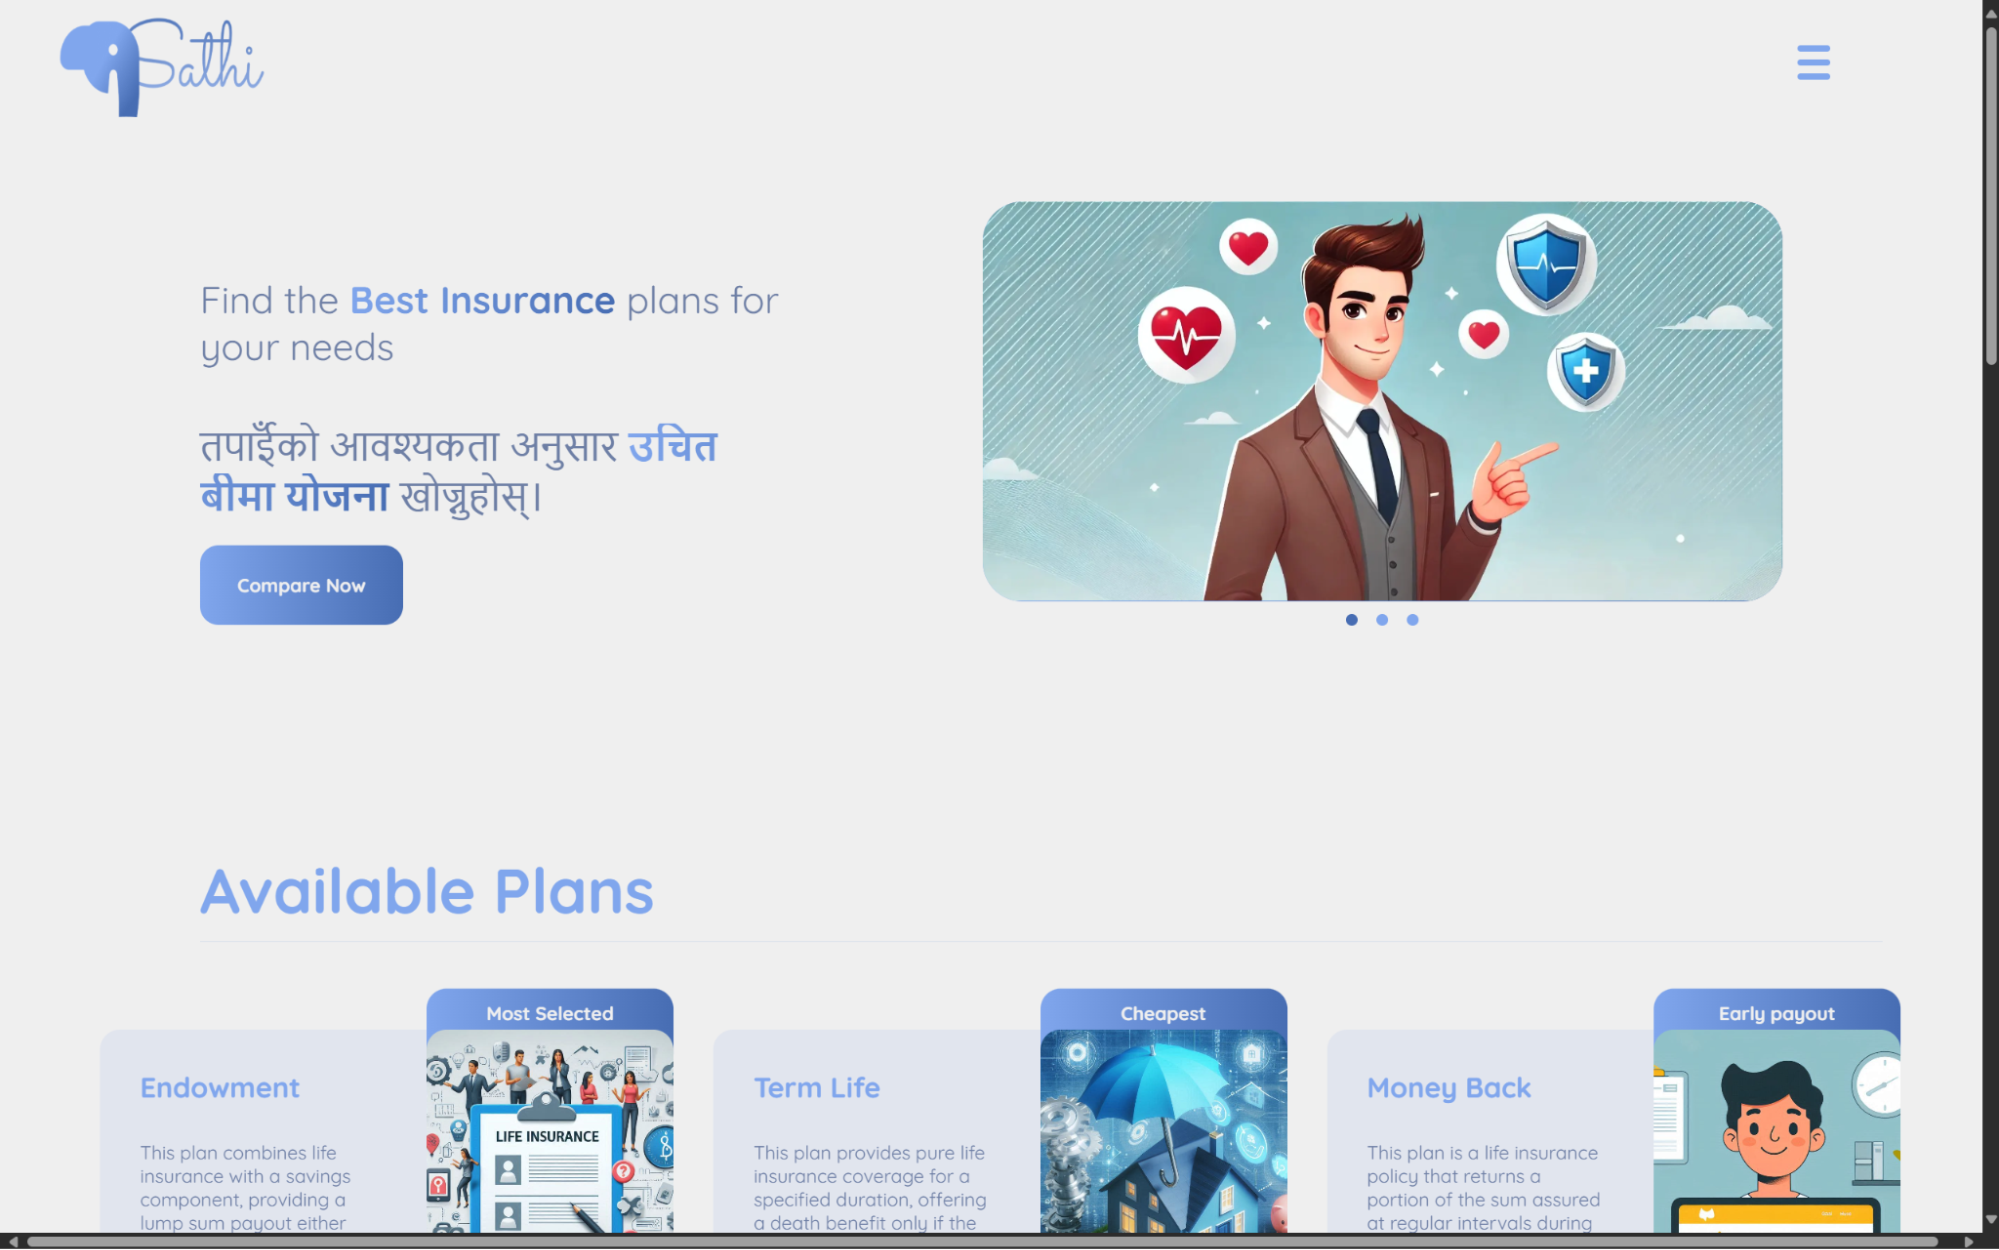 Sathi
Find the Best Insurance plans for
your needs
तपाईँको आवश्यकता अनुसार उचित
बीमा योजना खोज्नुहोस्।
Compare Now
Available Plans
Most Selected
Endowment
This plan combines life
insurance with a savings
component, providing a
lump sum payout either
LIFE INSURANCE
Cheapest
Term Life
This plan provides pure life
insurance coverage for a
specified duration, offering
a death benefit only if the
Early payout
Money Back
This plan is a life insurance
policy that returns a
portion of the sum assured
at regular intervals during